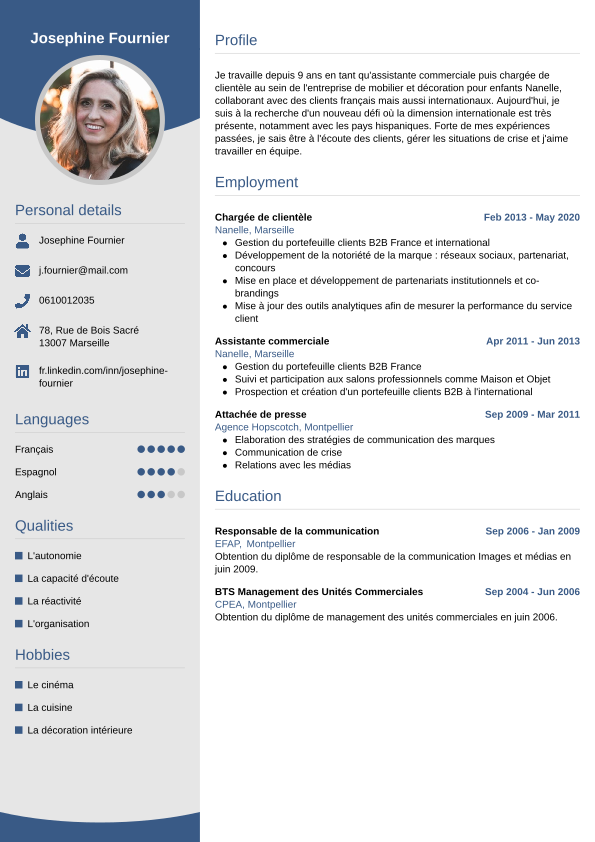 Josephine Fournier
Personal details
Josephine Fournier
j.fournier@mail.com
0610012035
78, Rue de Bois Sacré
13007 Marseille
fr.linkedin.com/inn/josephine-
fournier
Languages
Français
Espagnol
Anglais
Qualities
L'autonomie
La capacité d'écoute
La réactivité
L'organisation
Hobbies
Le cinéma
La cuisine
La décoration intérieure
Profile
Je travaille depuis 9 ans en tant qu'assistante commerciale puis chargée de
clientèle au sein de l'entreprise de mobilier et décoration pour enfants Nanelle,
collaborant avec des clients français mais aussi internationaux. Aujourd'hui, je
suis à la recherche d'un nouveau défi où la dimension internationale est très
présente, notamment avec les pays hispaniques. Forte de mes expériences
passées, je sais être à l'écoute des clients, gérer les situations de crise et j'aime
travailler en équipe.
Employment
Chargée de clientèle Feb 2013 - May 2020
Nanelle, Marseille
• Gestion du portefeuille clients B2B France et international
• Développement de la notoriété de la marque : réseaux sociaux, partenariat,
concours
• Mise en place et développement de partenariats institutionnels et co-
brandings
• Mise à jour des outils analytiques afin de mesurer la performance du service
client
Assistante commerciale Apr 2011 - Jun 2013
Nanelle, Marseille
• Gestion du portefeuille clients B2B France
• Suivi et participation aux salons professionnels comme Maison et Objet
• Prospection et création d'un portefeuille clients B2B à l'international
Attachée de presse Sep 2009 - Mar 2011
Agence Hopscotch, Montpellier
• Elaboration des stratégies de communication des marques
• Communication de crise
• Relations avec les médias
Education
Responsable de la communication Sep 2006 - Jan 2009
EFAP, Montpellier
Obtention du diplôme de responsable de la communication Images et médias en
juin 2009.
BTS Management des Unités Commerciales Sep 2004 - Jun 2006
CPEA, Montpellier
Obtention du diplôme de management des unités commerciales en juin 2006.